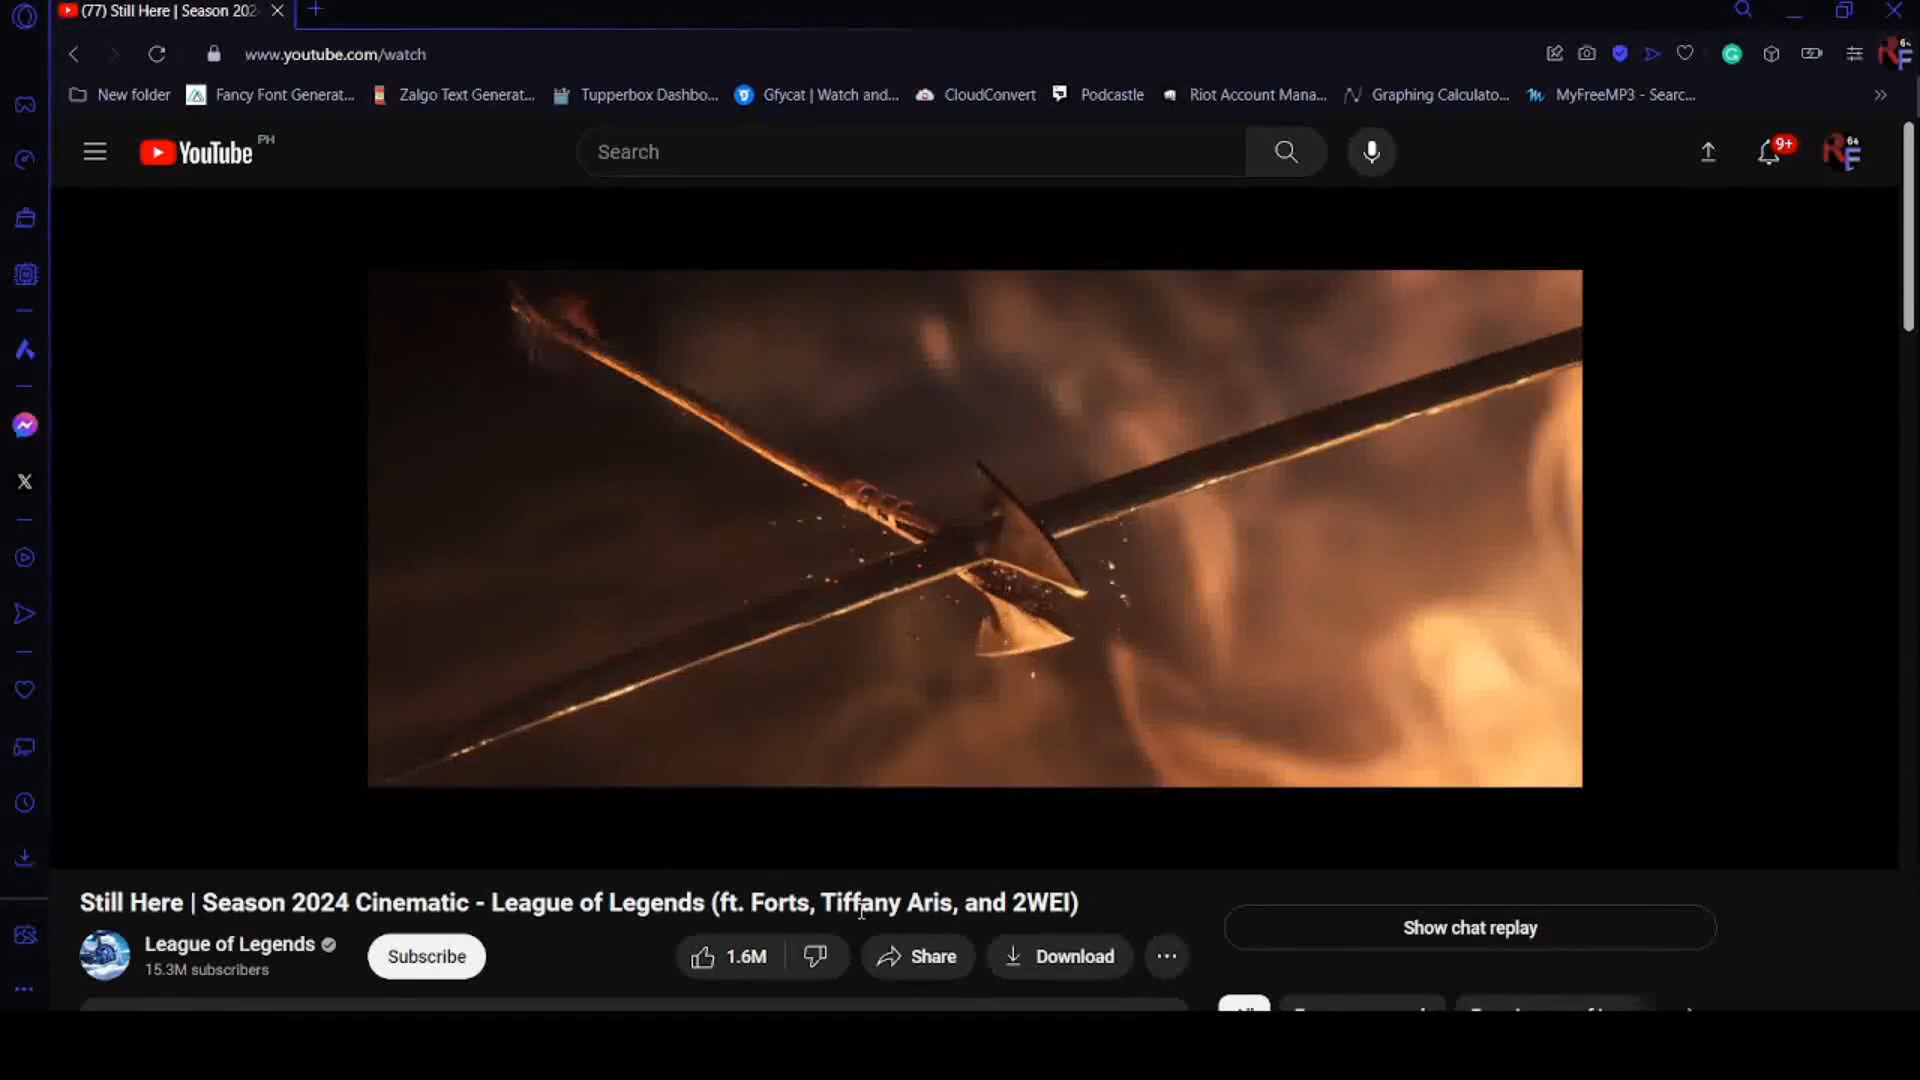 (77) Still Here | Season 202
www.youtube.com/watch
New folder
Fancy Font Generat...
Zalgo Text Generat...
Tupperbox Dashbo...
Gfycat | Watch and...
CloudConvert
Podcastle
Riot Account Mana...
Graphing Calculato...
MyFreeMP3 - Searc...
YouTube PH
Search
9+
Still Here | Season 2024 Cinematic - League of Legends (ft. Forts, Tiffany Aris, and 2WEI)
Show chat replay
League of Legends
15.3M subscribers
Subscribe
1.6M
Share
Download